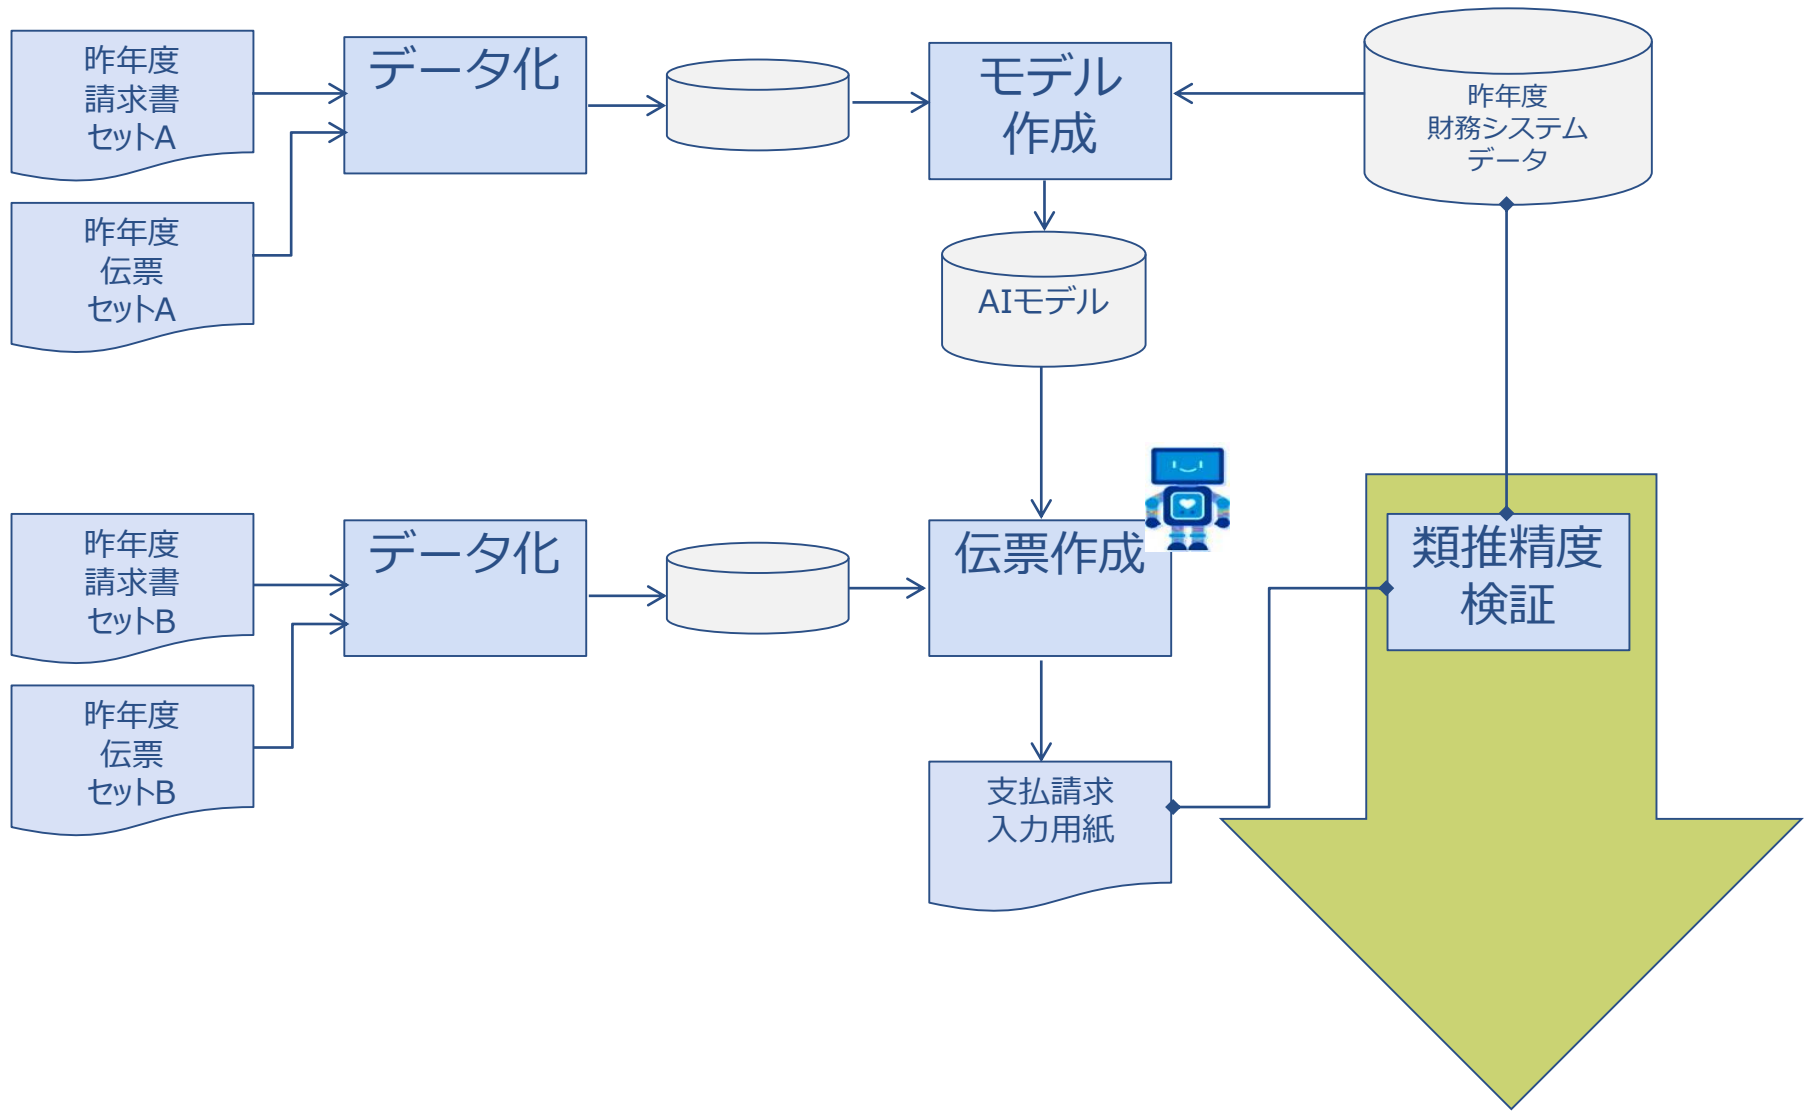 昨年度
請求書
セットA
データ化
モデル
作成
昨年度
財務システム
データ
昨年度
伝票
セットA
AIモデル
昨年度
請求書
セットB
データ化
伝票作成
類推精度
検証
昨年度
伝票
セットB
支払請求
入力用紙